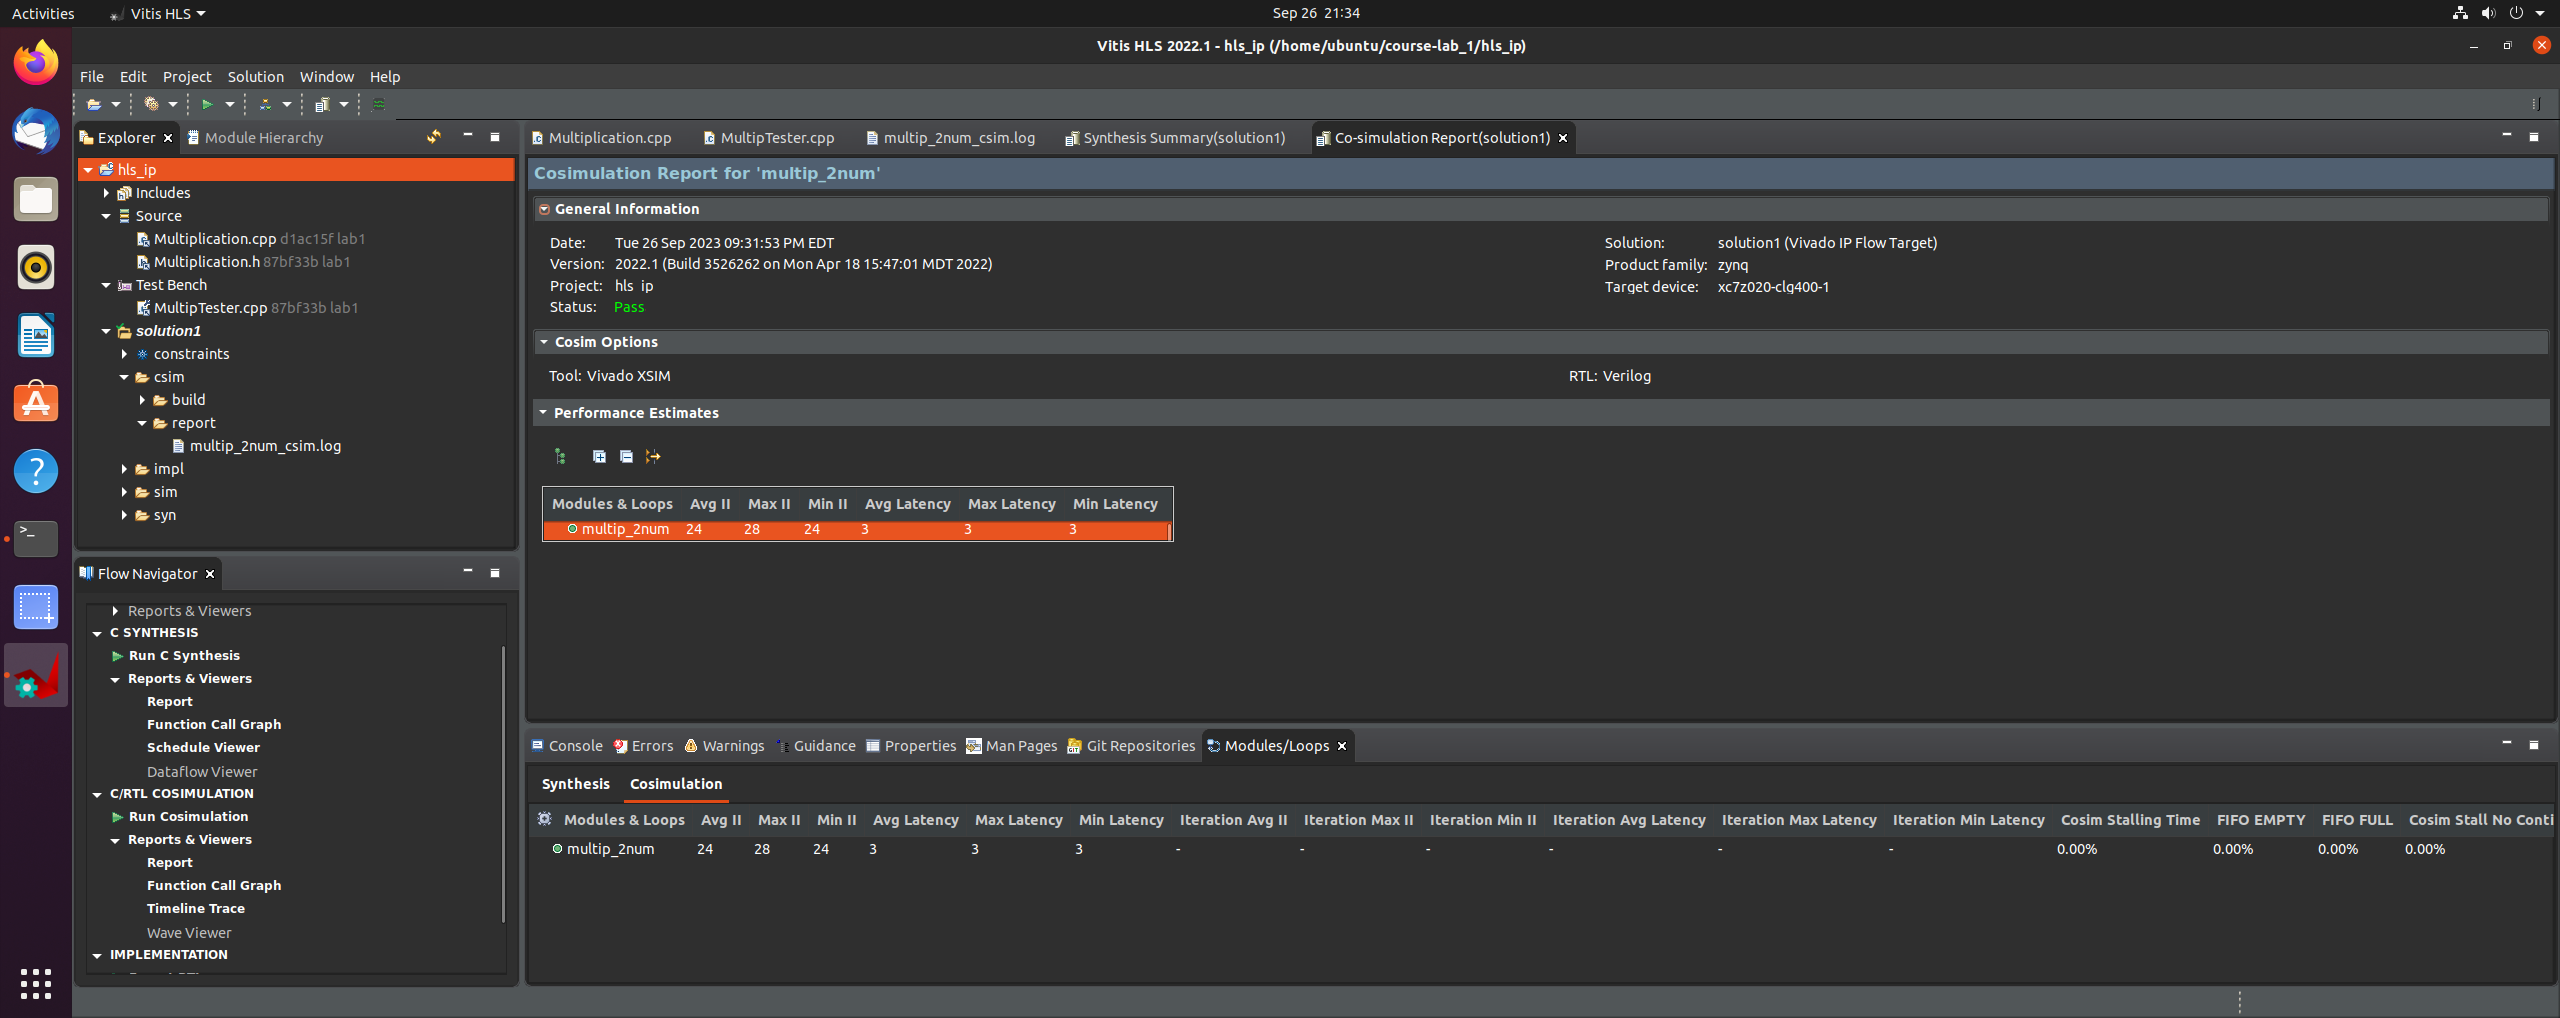 Activities Vitis HLS Sep 26 21:34
Vitis HLS 2022.1 - hls_ip (/home/ubuntu/course-lab_1/hls_ip)
File Edit Project Solution Window Help
Explorer Module Hierarchy
hls_ip
Includes
Source
Multiplication.cpp d1ac15f lab1
Multiplication.h 87bf33b lab1
Test Bench
MultipTester.cpp 87bf33b lab1
solution1
constraints
csim
build
report
multip_2num_csim.log
impl
sim
syn
Flow Navigator
Reports & Viewers
C SYNTHESIS
Run C Synthesis
Reports & Viewers
Report
Function Call Graph
Schedule Viewer
Dataflow Viewer
C/RTL COSIMULATION
Run Cosimulation
Reports & Viewers
Report
Function Call Graph
Timeline Trace
Wave Viewer
IMPLEMENTATION
Multiplication.cpp MultipTester.cpp multip_2num_csim.log Synthesis Summary(solution1) Co-simulation Report(solution1)
Cosimulation Report for 'multip_2num'
General Information
Date: Tue 26 Sep 2023 09:31:53 PM EDT Solution: solution1 (Vivado IP Flow Target)
Version: 2022.1 (Build 3526262 on Mon Apr 18 15:47:01 MDT 2022) Product family: zynq
Project: hls_ip Target device: xc7z020-clg400-1
Status: Pass
Cosim Options
Tool: Vivado XSIM RTL: Verilog
Performance Estimates
Modules & Loops Avg II Max II Min II Avg Latency Max Latency Min Latency
multip_2num 24 28 24 3 3 3
Console Errors Warnings Guidance Properties Man Pages Git Repositories Modules/Loops
Synthesis Cosimulation
Modules & Loops Avg II Max II Min II Avg Latency Max Latency Min Latency Iteration Avg II Iteration Max II Iteration Min II Iteration Avg Latency Iteration Max Latency Iteration Min Latency Cosim Stalling Time FIFO EMPTY FIFO FULL Cosim Stall No Conti
multip_2num 24 28 24 3 3 3 - - - - - - 0.00% 0.00% 0.00% 0.00%